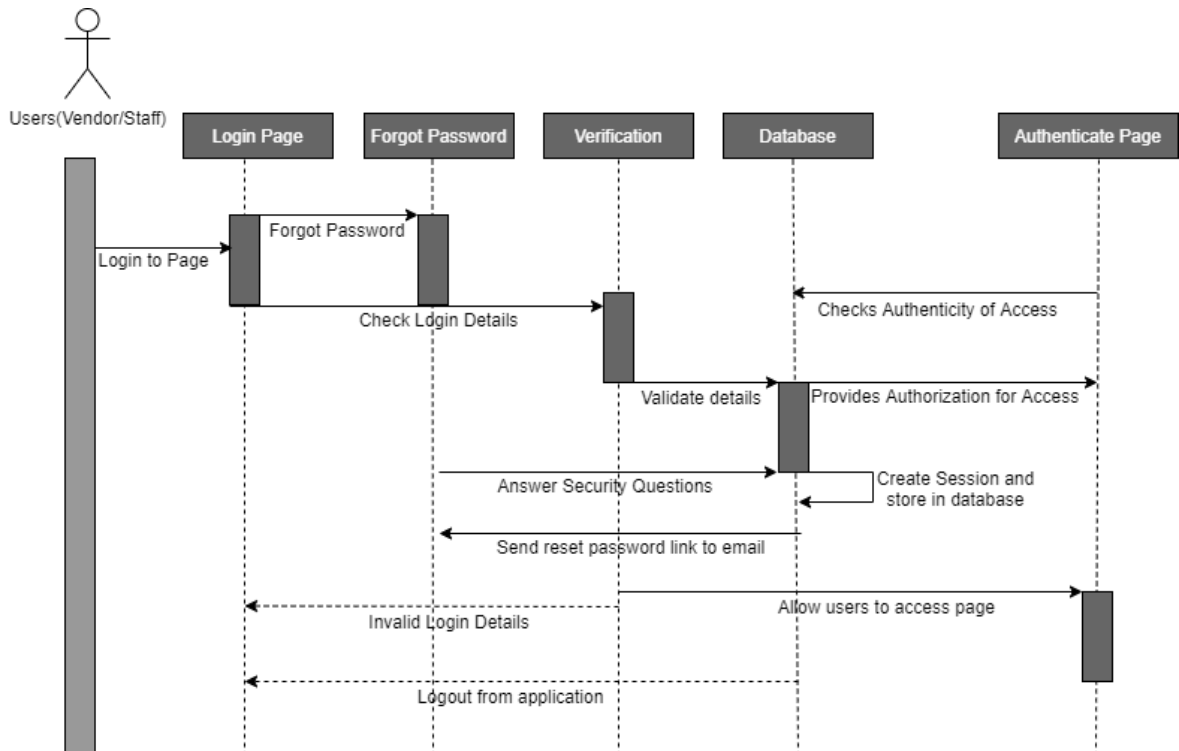 Users(Vendor/Staff)
Login Page
Forgot Password
Verification
Database
Authenticate Page
Forgot Password
Login to Page
Checks Authenticity of Access
Check Login Details
Validate details
Provides Authorization for Access
Answer Security Questions
Create Session and
store in database
Send reset password link to email
Allow users to access page
Invalid Login Details
Logout from application